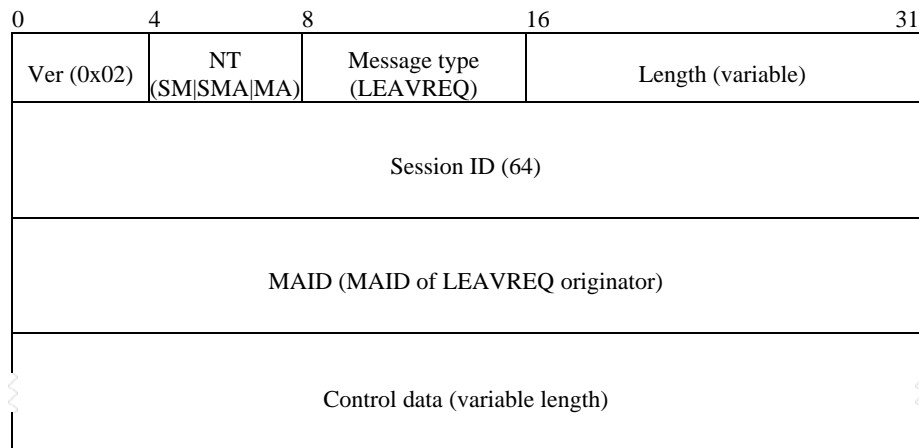 0 4 8 16 31
Ver (0x02) NT (SM|SMA|MA) Message type (LEAVREQ) Length (variable)
Session ID (64)
MAID (MAID of LEAVREQ originator)
Control data (variable length)